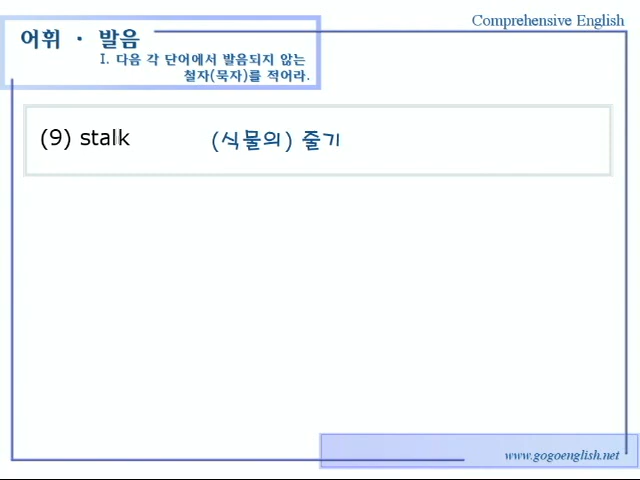 Comprehensive English
어휘 · 발음
I. 다음 각 단어에서 발음되지 않는
철자(묵자)를 적어라.
(9) stalk (식물의) 줄기
www.gogoenglish.net